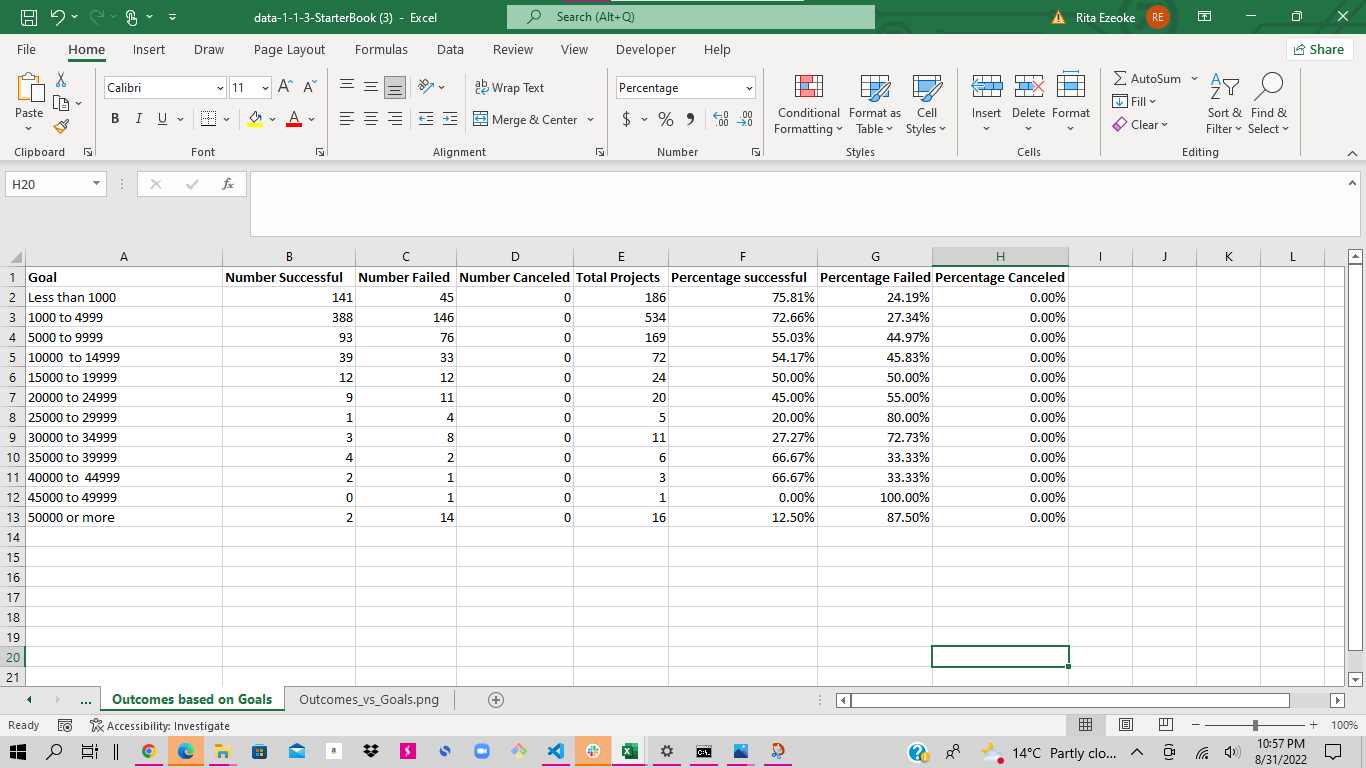 data-1-1-3-StarterBook (3) - Excel
Search (Alt+Q)
Rita Ezeoke RE
File Home Insert Draw Page Layout Formulas Data Review View Developer Help
Share
Paste
Calibri 11 A^ A
B I U A
ab Wrap Text
Merge & Center
Percentage
$ % 9 .00 .00
Conditional Formatting
Format as Table
Cell Styles
Insert Delete Format
AutoSum
Fill
Clear
Sort & Filter
Find & Select
Clipboard Font Alignment Number Styles Cells Editing
H20 fx
A B C D E F G H I J K L
1 Goal Number Successful Number Failed Number Canceled Total Projects Percentage successful Percentage Failed Percentage Canceled
2 Less than 1000 141 45 0 186 75.81% 24.19% 0.00%
3 1000 to 4999 388 146 0 534 72.66% 27.34% 0.00%
4 5000 to 9999 93 76 0 169 55.03% 44.97% 0.00%
5 10000 to 14999 39 33 0 72 54.17% 45.83% 0.00%
6 15000 to 19999 12 12 0 24 50.00% 50.00% 0.00%
7 20000 to 24999 9 11 0 20 45.00% 55.00% 0.00%
8 25000 to 29999 1 4 0 5 20.00% 80.00% 0.00%
9 30000 to 34999 3 8 0 11 27.27% 72.73% 0.00%
10 35000 to 39999 4 2 0 6 66.67% 33.33% 0.00%
11 40000 to 44999 2 1 0 3 66.67% 33.33% 0.00%
12 45000 to 49999 0 1 0 1 0.00% 100.00% 0.00%
13 50000 or more 2 14 0 16 12.50% 87.50% 0.00%
14
15
16
17
18
19
20
21
... Outcomes based on Goals Outcomes_vs_Goals.png
Ready Accessibility: Investigate 100%
14°C Partly clo...
10:57 PM
8/31/2022